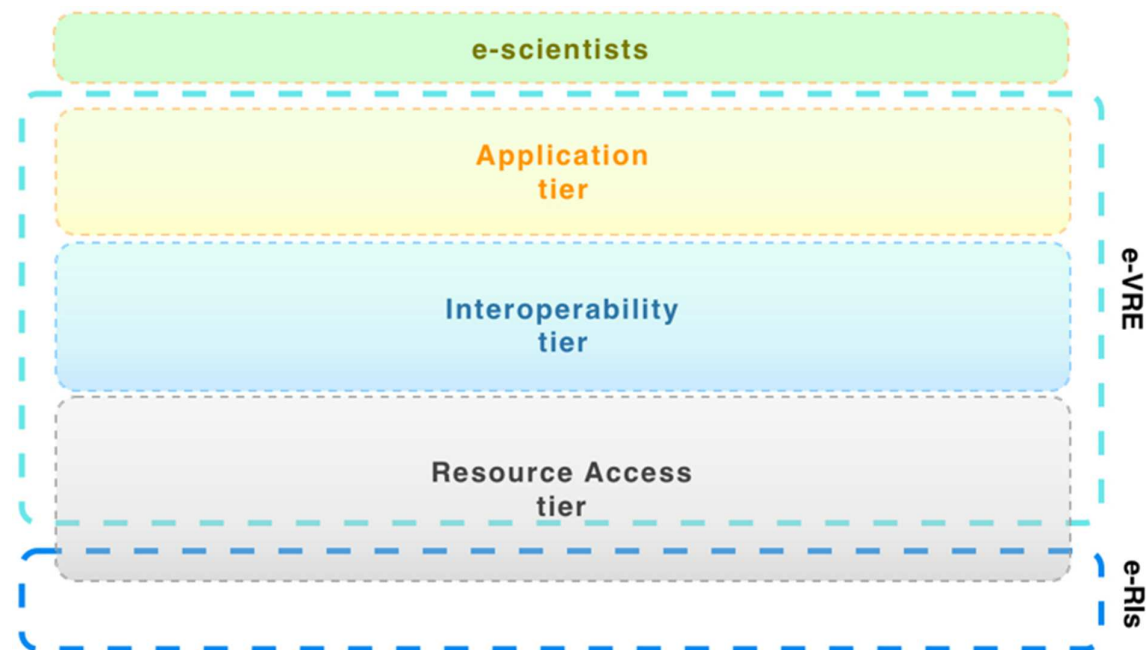 e-scientists
Application
tier
Interoperability
tier
Resource Access
tier
e-VRE
e-RIs